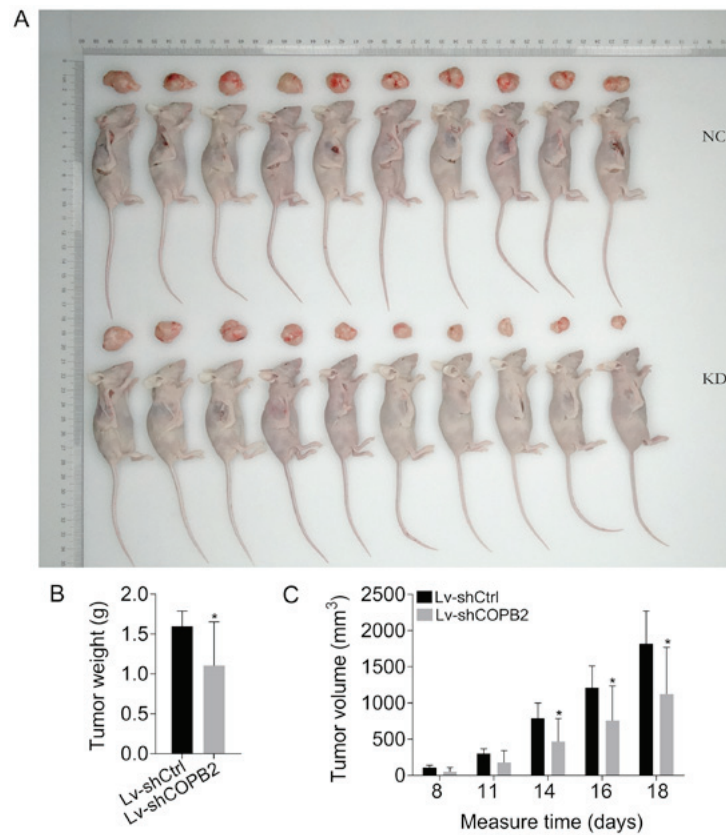 A
NC
KD
B
Tumor weight (g)
2.0
1.5
1.0
0.5
0.0
*
Lv-shCtrl
Lv-shCOPB2
C
Tumor volume (mm³)
2500
2000
1500
1000
500
0
Lv-shCtrl
Lv-shCOPB2
* * *
8 11 14 16 18
Measure time (days)